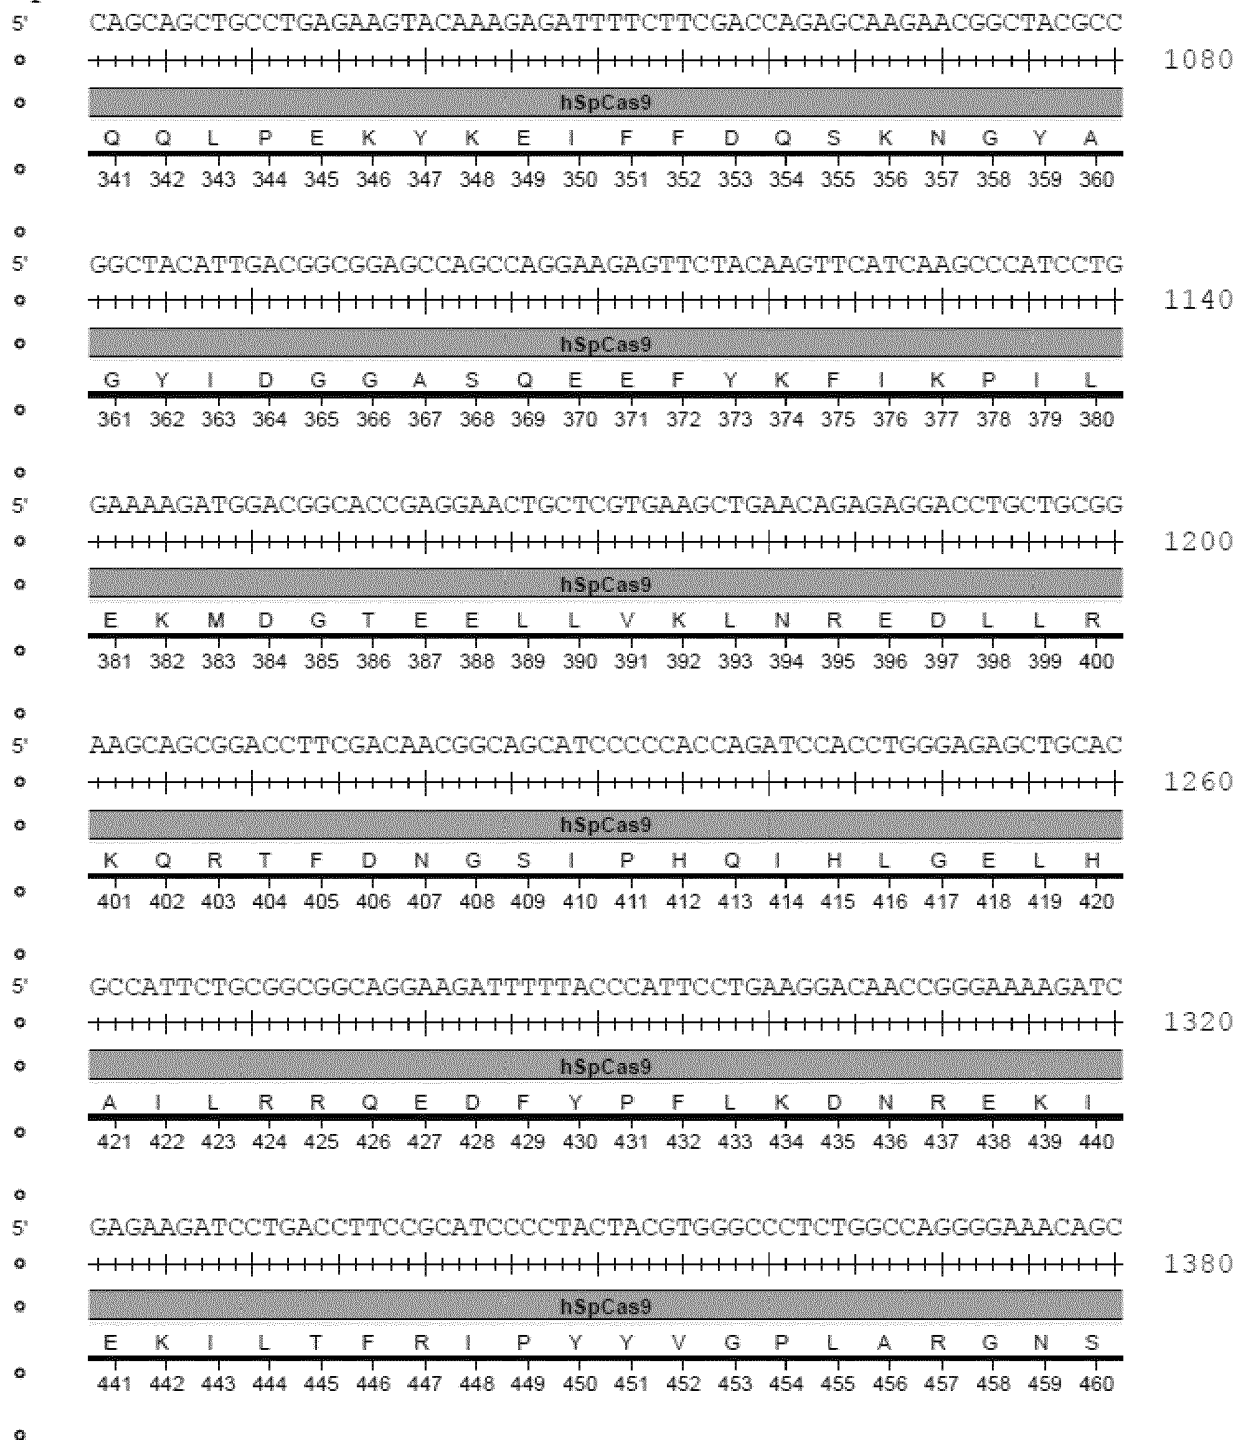 5' CAGCAGCTGCCTGAGAAGTACAAAGAGATTTTCTTCGACCAGAGCAAGAACGGCTACGCC
1080
hSpCas9
Q Q L P E K Y K E I F F D Q S K N G Y A
341 342 343 344 345 346 347 348 349 350 351 352 353 354 355 356 357 358 359 360
5' GGCTACATTGACGGCGGAGCCAGCCAGGAAGAGTTCTACAAGTTCATCAAGCCCATCCTG
1140
hSpCas9
G Y I D G G A S Q E E F Y K F I K P I L
361 362 363 364 365 366 367 368 369 370 371 372 373 374 375 376 377 378 379 380
5' GAAAAGATGGACGGCACCGAGGAACTGCTCGTGAAGCTGAACAGAGAGGACCTGCTGCGG
1200
hSpCas9
E K M D G T E E L L V K L N R E D L L R
381 382 383 384 385 386 387 388 389 390 391 392 393 394 395 396 397 398 399 400
5' AAGCAGCGGACCTTCGACAACGGCAGCATCCCCCACCAGATCCACCTGGGAGAGCTGCAC
1260
hSpCas9
K Q R T F D N G S I P H Q I H L G E L H
401 402 403 404 405 406 407 408 409 410 411 412 413 414 415 416 417 418 419 420
5' GCCATTCTGCGGCGGCAGGAAGATTTTTACCCATTCCTGAAGGACAACCGGGAAAAGATC
1320
hSpCas9
A I L R R Q E D F Y P F L K D N R E K I
421 422 423 424 425 426 427 428 429 430 431 432 433 434 435 436 437 438 439 440
5' GAGAAGATCCTGACCTTCCGCATCCCCTACTACGTGGGCCCTCTGGCCAGGGGAAACAGC
1380
hSpCas9
E K I L T F R I P Y Y V G P L A R G N S
441 442 443 444 445 446 447 448 449 450 451 452 453 454 455 456 457 458 459 460